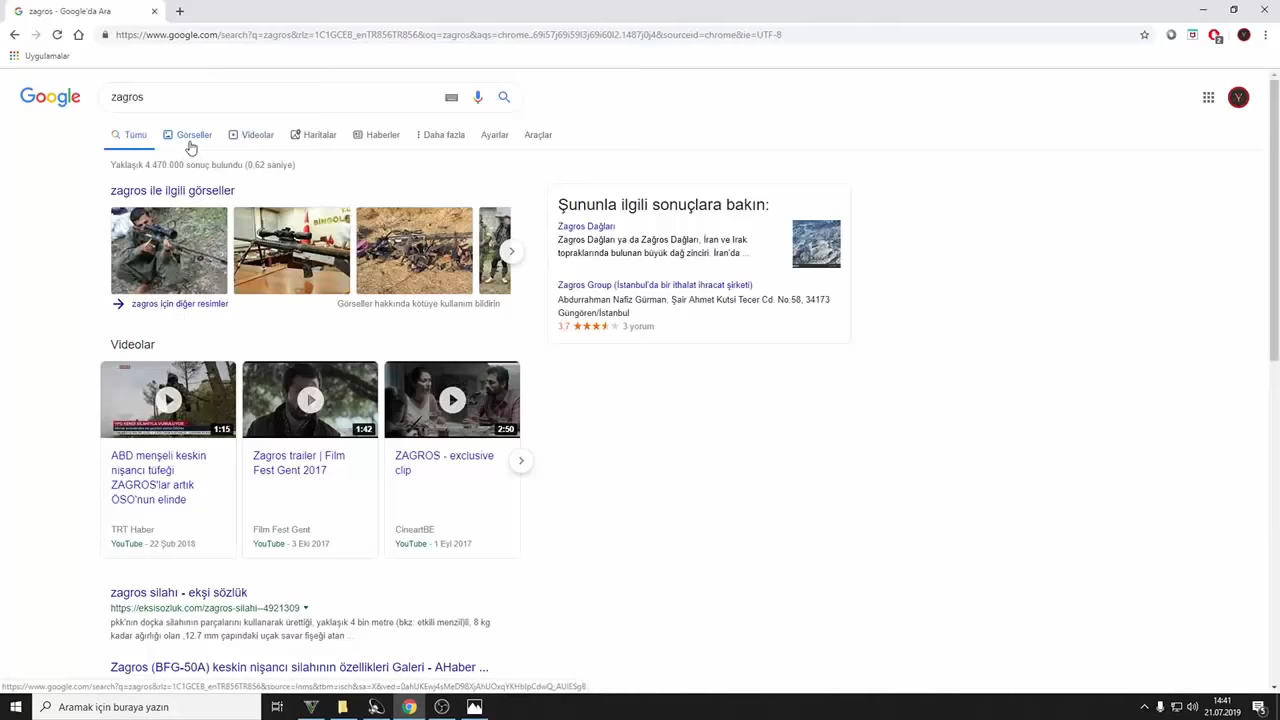 zagros - Google'da Ara
https://www.google.com/search?q=zagros&rlz=1C1GCEB_enTR856TR856&oq=zagros&aqs=chrome..69i57j69i59l3j69i60l2.1487j0j4&sourceid=chrome&ie=UTF-8
Uygulamalar
Google
zagros
Y
Tümü
Görseller
Videolar
Haritalar
Haberler
Daha fazla
Ayarlar
Araçlar
Yaklaşık 4.470.000 sonuç bulundu (0,62 saniye)
zagros ile ilgili görseller
zagros için diğer resimler
Görseller hakkında kötüye kullanım bildirin
Videolar
1:15
1:42
2:50
ABD menşeli keskin
nişancı tüfeği
ZAGROS'lar artık
ÖSO'nun elinde
TRT Haber
YouTube - 22 Şub 2018
Zagros trailer | Film
Fest Gent 2017
Film Fest Gent
YouTube - 3 Eki 2017
ZAGROS - exclusive
clip
CineartBE
YouTube - 1 Eyl 2017
zagros silahı - ekşi sözlük
https://eksisozluk.com/zagros-silahi--4921309
pkk'nın doçka silahının parçalarını kullanarak ürettiği, yaklaşık 4 bin metre (bkz: etkili menzil)li, 8 kg
kadar ağırlığı olan ,12.7 mm çapındaki uçak savar fişeği atan ...
Zagros (BFG-50A) keskin nişancı silahının özellikleri Galeri - AHaber ...
Şununla ilgili sonuçlara bakın:
Zagros Dağları
Zagros Dağları ya da Zağros Dağları, İran ve Irak
topraklarında bulunan büyük dağ zinciri. İran'da ...
Zagros Group (İstanbul'da bir ithalat ihracat şirketi)
Abdurrahman Nafiz Gürman, Şair Ahmet Kutsi Tecer Cd. No:58, 34173
Güngören/İstanbul
3,7 3 yorum
Aramak için buraya yazın
14:41
21.07.2019